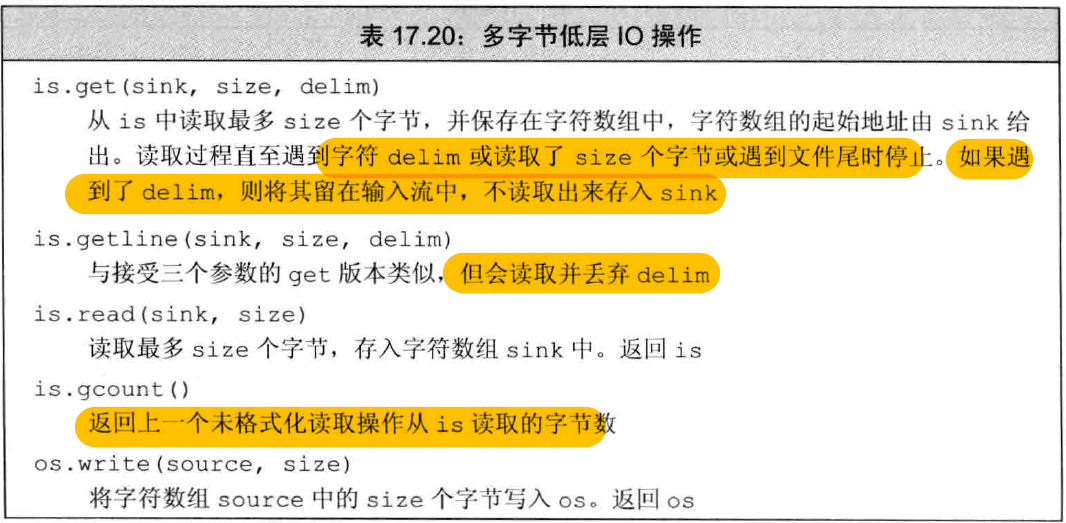 表 17.20：多字节低层 IO 操作
is.get(sink, size, delim)
从 is 中读取最多 size 个字节，并保存在字符数组中，字符数组的起始地址由 sink 给
出。读取过程直至遇到字符 delim 或读取了 size 个字节或遇到文件尾时停止。如果遇
到了 delim，则将其留在输入流中，不读取出来存入 sink
is.getline(sink, size, delim)
与接受三个参数的 get 版本类似，但会读取并丢弃 delim
is.read(sink, size)
读取最多 size 个字节，存入字符数组 sink 中。返回 is
is.gcount()
返回上一个未格式化读取操作从 is 读取的字节数
os.write(source, size)
将字符数组 source 中的 size 个字节写入 os。返回 os